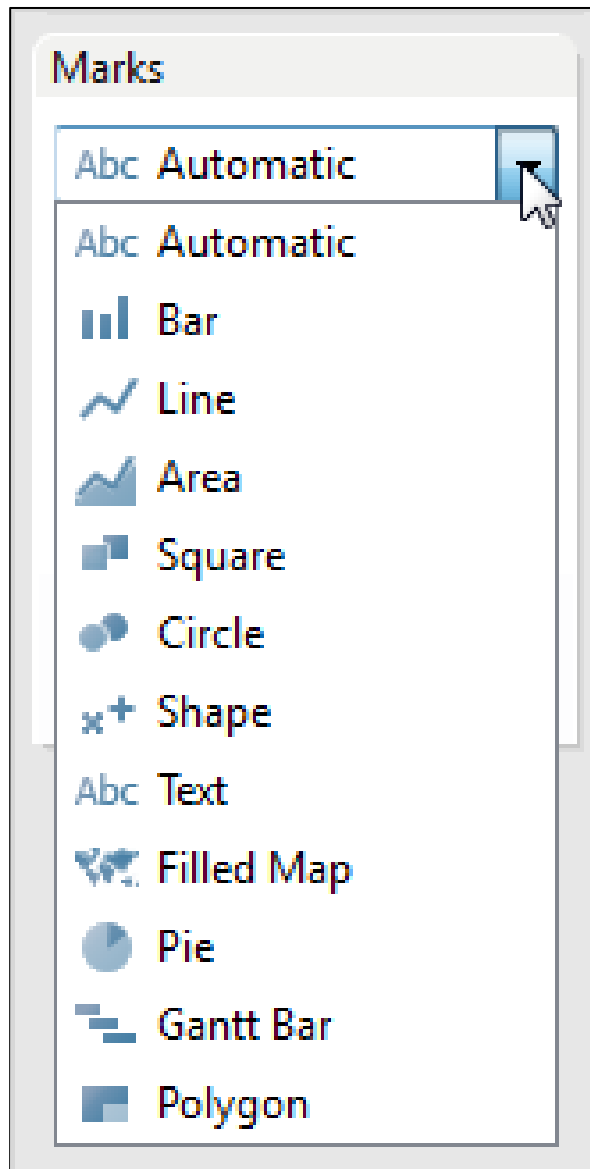 Marks
Abc Automatic
Abc Automatic
Bar
Line
Area
Square
Circle
Shape
Abc Text
Filled Map
Pie
Gantt Bar
Polygon